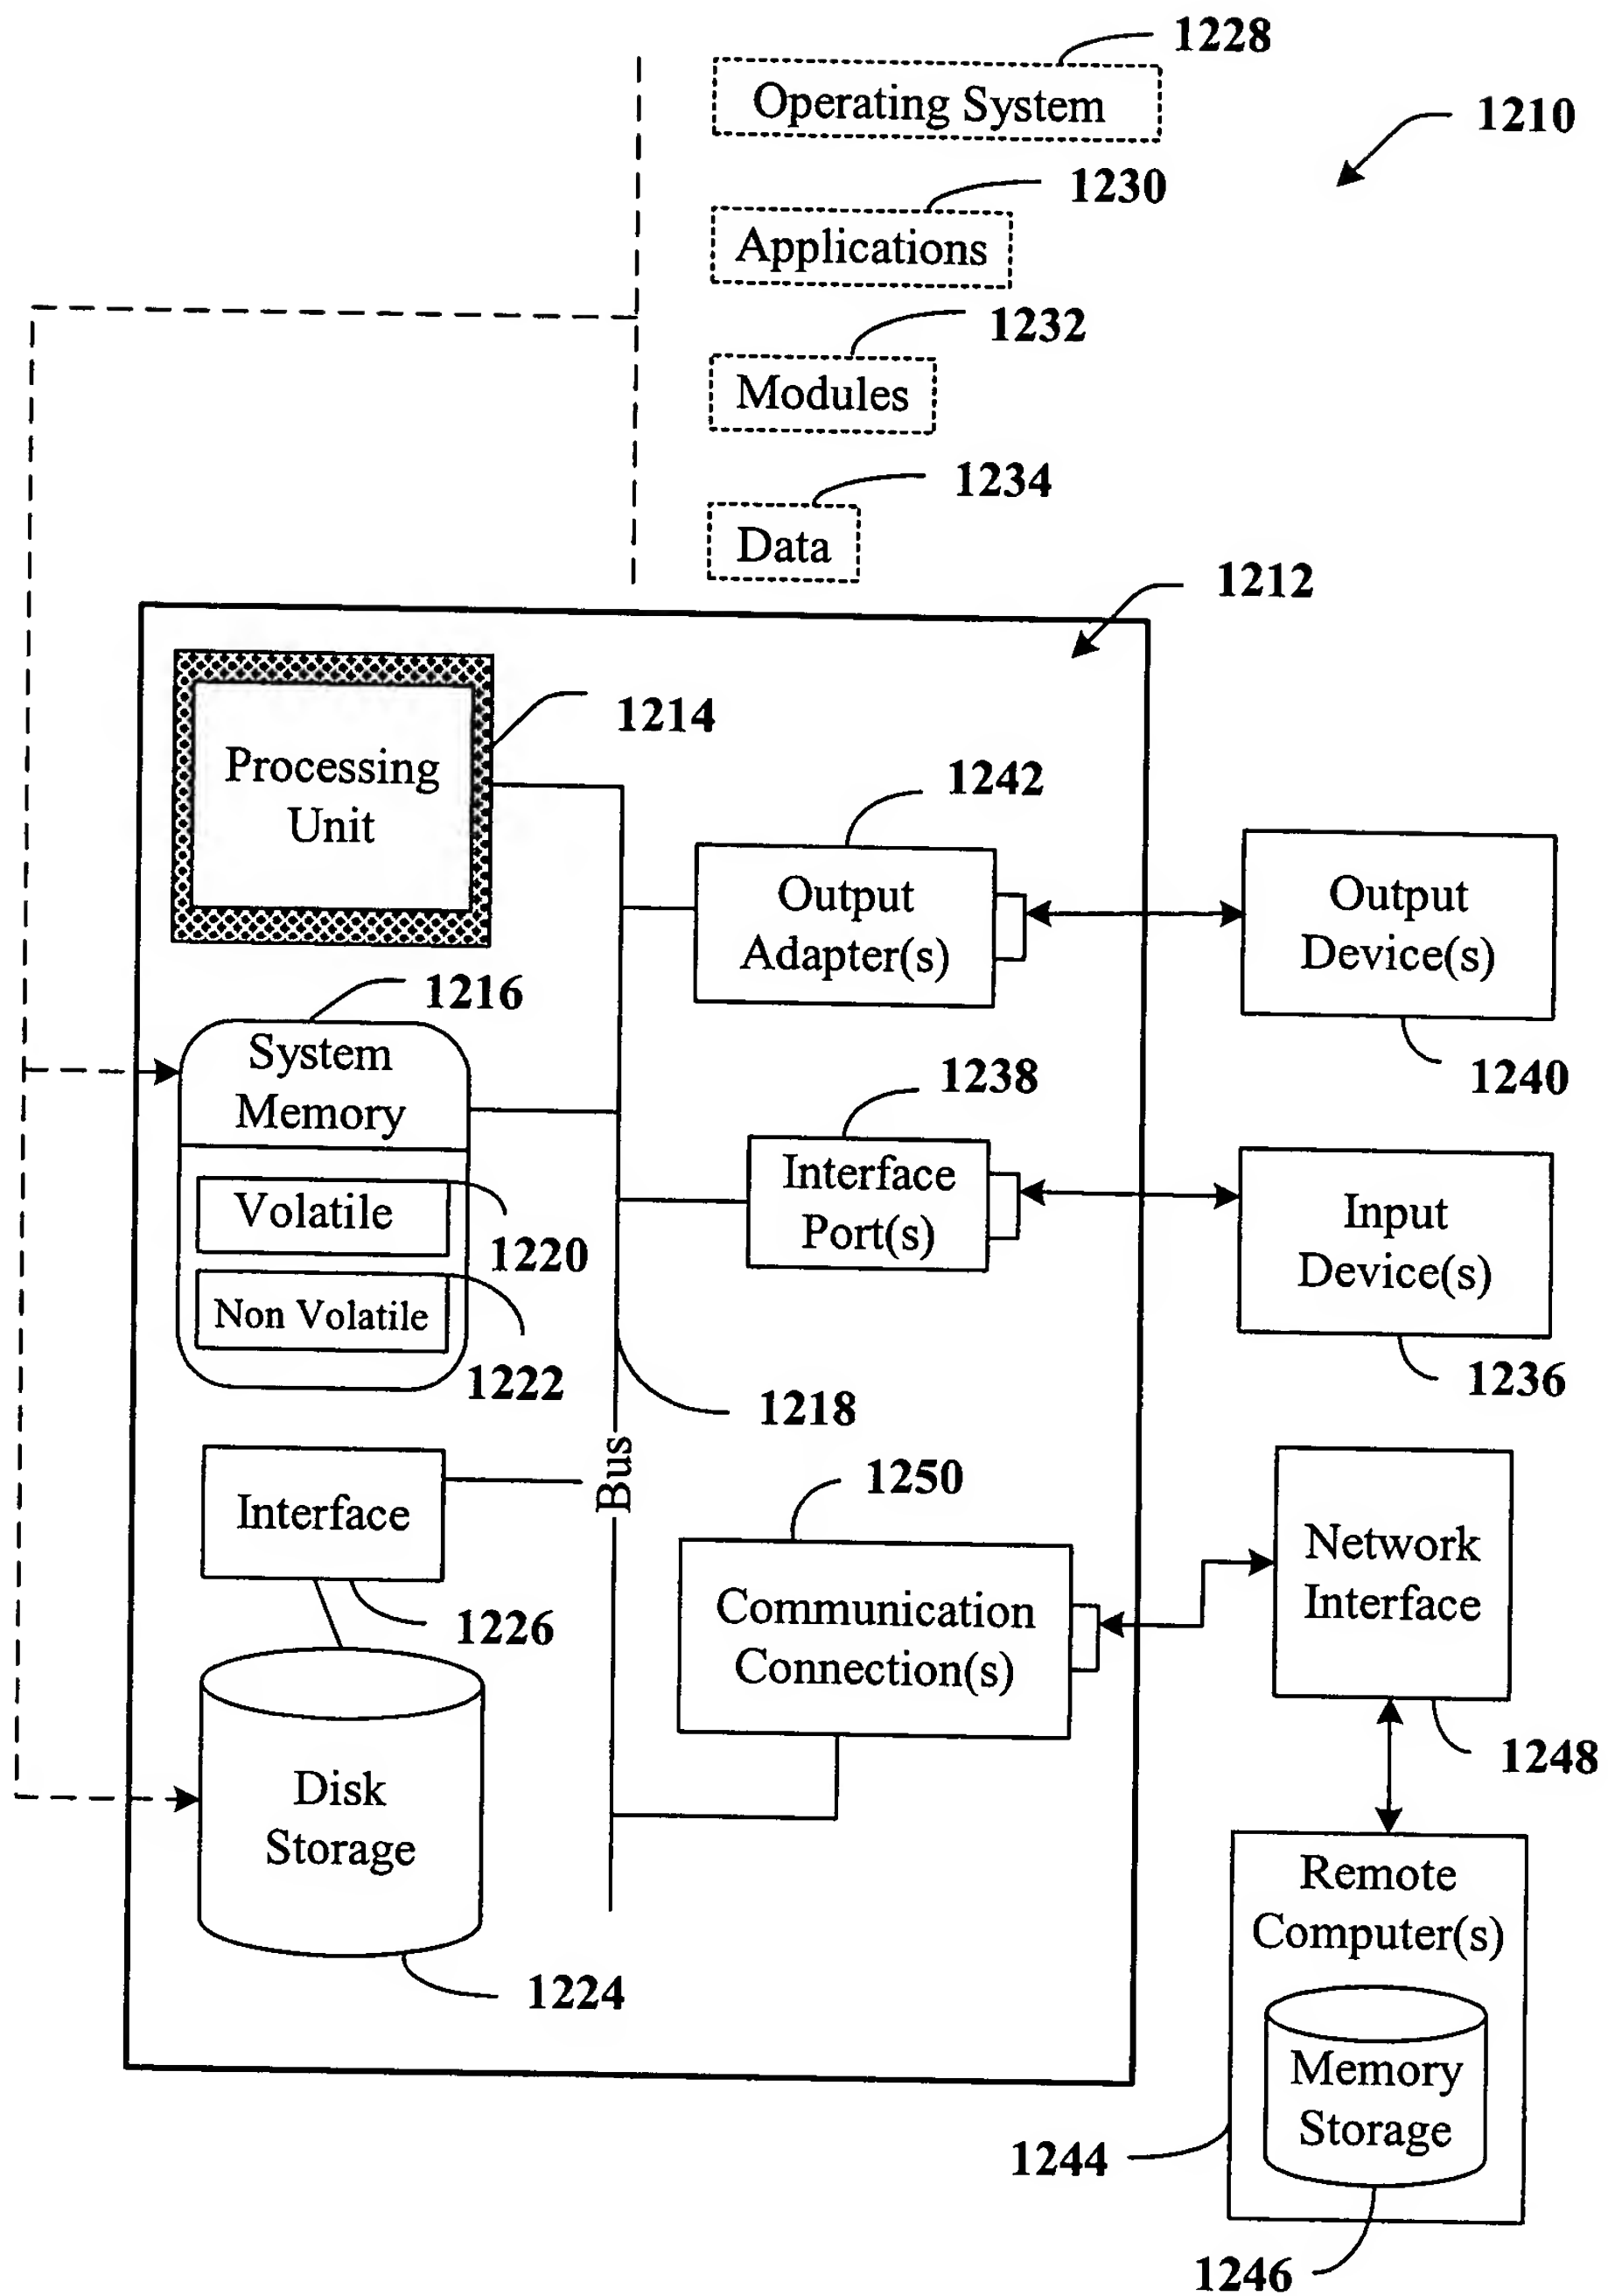 1228
Operating System
1210
1230
Applications
1232
Modules
1234
Data
1212
1214
Processing
Unit
1242
Output
Adapter(s)
Output
Device(s)
1240
1216
System
Memory
1238
Interface
Port(s)
Input
Device(s)
1236
Volatile
1220
Non Volatile
1222
1218
Bus
Interface
1226
1250
Communication
Connection(s)
Network
Interface
1248
Disk
Storage
1224
Remote
Computer(s)
Memory
Storage
1244
1246